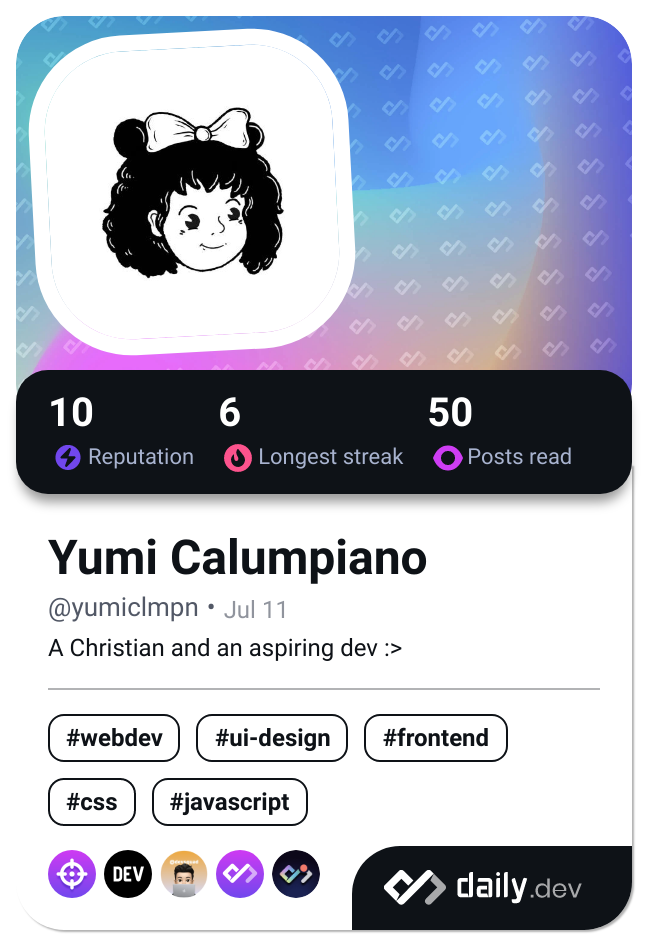 10 6 50
Reputation Longest streak Posts read
Yumi Calumpiano
@yumiclmpn • Jul 11
A Christian and an aspiring dev :>
#webdev #ui-design #frontend
#css #javascript
DEV
daily.dev